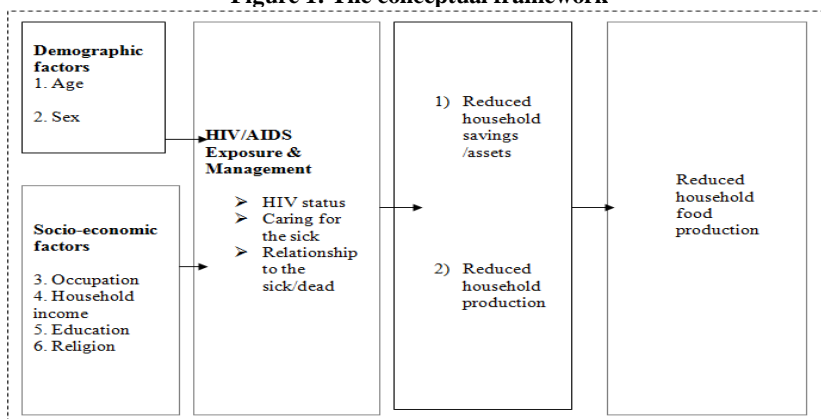 Figure 1: The conceptual framework
Demographic
factors
1. Age
2. Sex
Socio-economic
factors
3. Occupation
4. Household
income
5. Education
6. Religion
HIV/AIDS
Exposure &
Management
➢ HIV status
➢ Caring for
the sick
➢ Relationship
to the
sick/dead
1) Reduced
household
savings
/assets
2) Reduced
household
production
Reduced
household
food
production